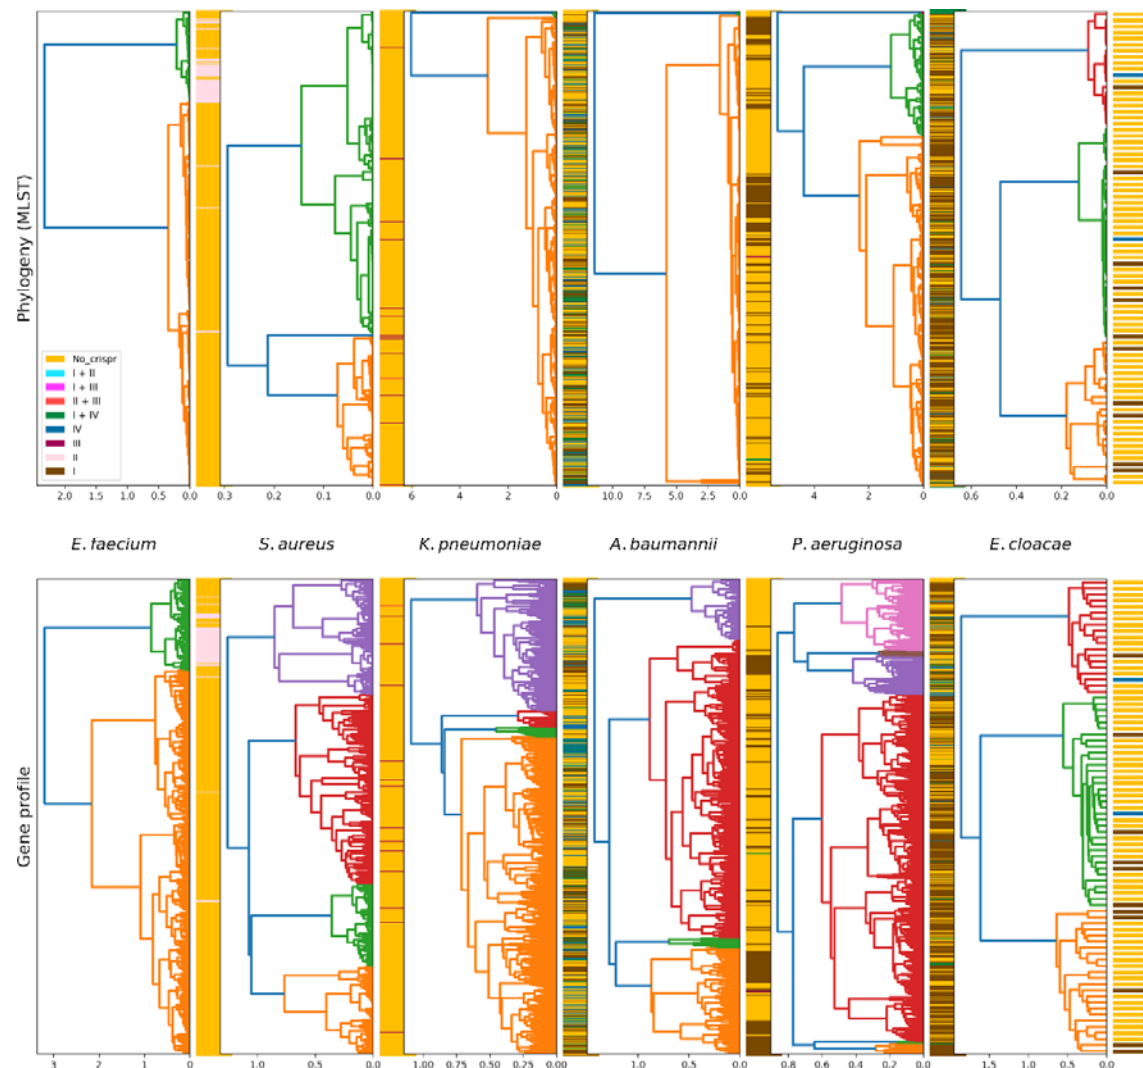 Phylogeny (MLST)
No_crispr
I + II
I + III
II + III
I + IV
IV
III
II
I
2.0 1.5 1.0 0.5 0.0
0.3 0.2 0.1 0.0
6 4 2 0
10.0 7.5 5.0 2.5 0.0
4 2 0
0.6 0.4 0.2 0.0
E. faecium S. aureus K. pneumoniae A. baumannii P. aeruginosa E. cloacae
Gene profile
3 2 1 0
1.0 0.5 0.0
1.00 0.75 0.50 0.25 0.00
1.0 0.5 0.0
0.8 0.6 0.4 0.2 0.0
1.5 1.0 0.5 0.0